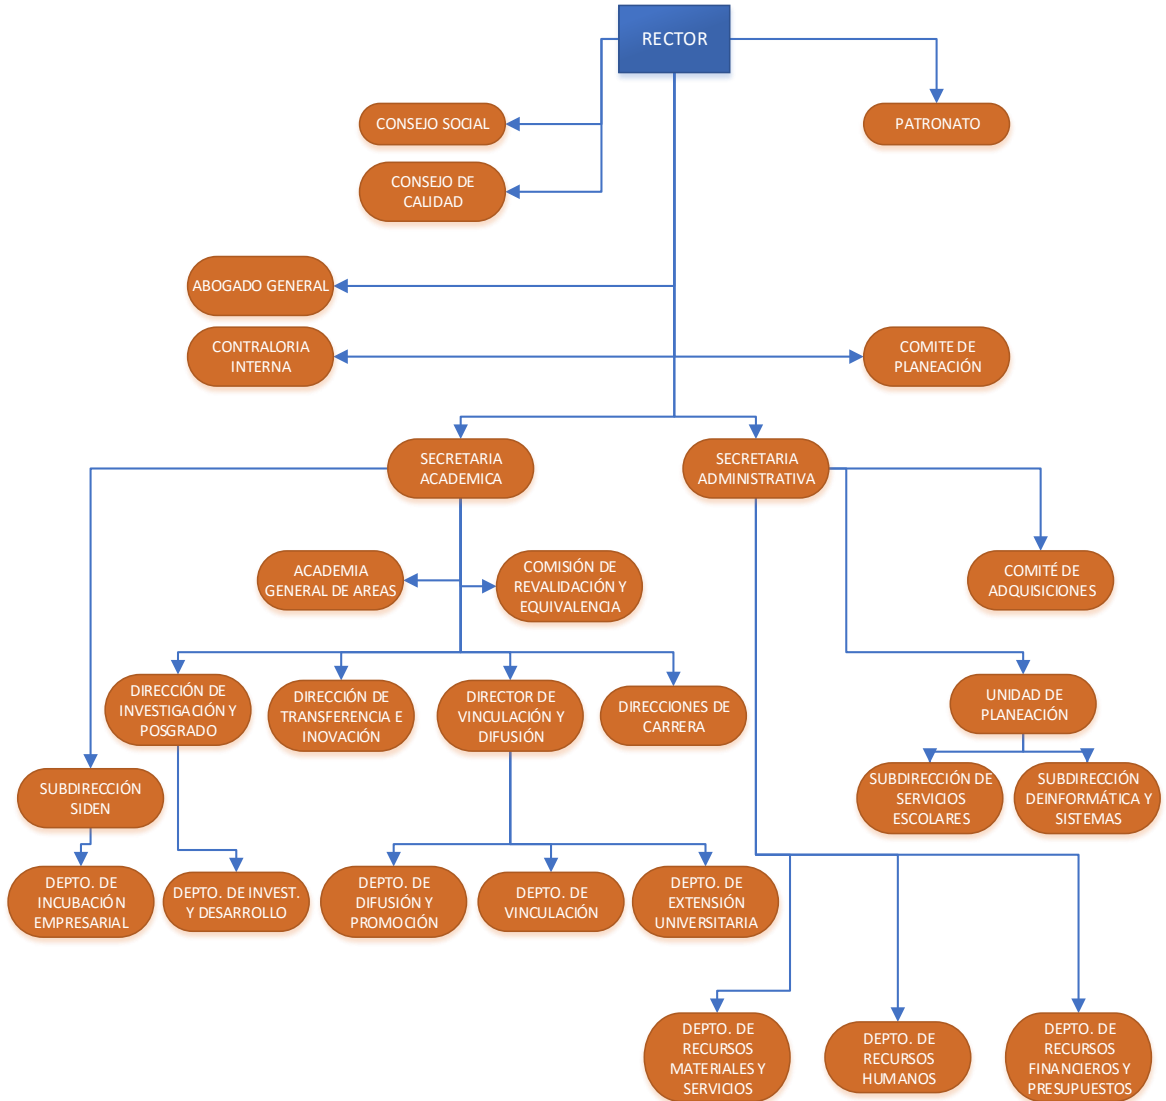 RECTOR
CONSEJO SOCIAL
PATRONATO
CONSEJO DE
CALIDAD
ABOGADO GENERAL
CONTRALORIA
INTERNA
COMITE DE
PLANEACIÓN
SECRETARIA
ACADEMICA
SECRETARIA
ADMINISTRATIVA
ACADEMIA
GENERAL DE AREAS
COMISIÓN DE
REVALIDACIÓN Y
EQUIVALENCIA
COMITÉ DE
ADQUISICIONES
DIRECCIÓN DE
INVESTIGACIÓN Y
POSGRADO
DIRECCIÓN DE
TRANSFERENCIA E
INOVACIÓN
DIRECTOR DE
VINCULACIÓN Y
DIFUSIÓN
DIRECCIONES DE
CARRERA
UNIDAD DE
PLANEACIÓN
SUBDIRECCIÓN
SIDEN
SUBDIRECCIÓN DE
SERVICIOS
ESCOLARES
SUBDIRECCIÓN
DEINFORMÁTICA Y
SISTEMAS
DEPTO. DE
INCUBACIÓN
EMPRESARIAL
DEPTO. DE INVEST.
Y DESARROLLO
DEPTO. DE
DIFUSIÓN Y
PROMOCIÓN
DEPTO. DE
VINCULACIÓN
DEPTO. DE
EXTENSIÓN
UNIVERSITARIA
DEPTO. DE
RECURSOS
MATERIALES Y
SERVICIOS
DEPTO. DE
RECURSOS
HUMANOS
DEPTO. DE
RECURSOS
FINANCIEROS Y
PRESUPUESTOS